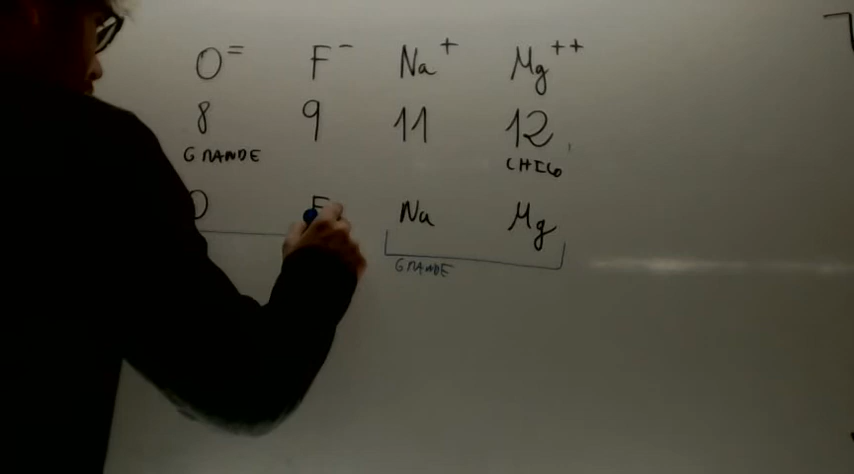 O= F- Na+ Mg++
8 9 11 12
GRANDE CHICO
O F Na Mg
GRANDE